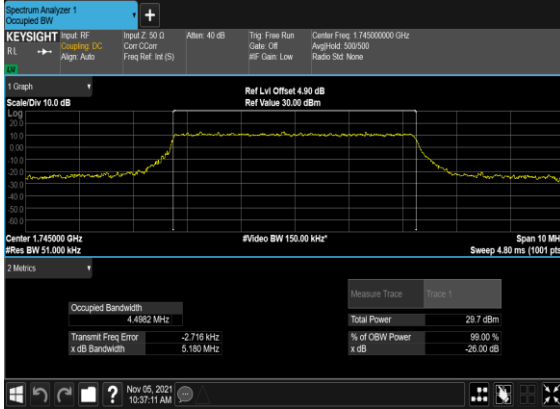 Spectrum Analyzer 1
Occupied BW
+
KEYSIGHT Input: RF Input Z: 50 Ω Atten: 40 dB Trig: Free Run Center Freq: 1.745000000 GHz
RL Coupling: DC Corr CCorr Gate: Off Avg|Hold: 500/500
Align: Auto Freq Ref: Int (S) #IF Gain: Low Radio Std: None
LXI
1 Graph
Ref Lvl Offset 4.90 dB
Scale/Div 10.0 dB Ref Value 30.00 dBm
Log
20.0
10.0
0.00
-10.0
-20.0
-30.0
-40.0
-50.0
-60.0
Center 1.745000 GHz #Video BW 150.00 kHz* Span 10 MH
#Res BW 51.000 kHz Sweep 4.80 ms (1001 pts
2 Metrics
Measure Trace Trace 1
Occupied Bandwidth
4.4982 MHz Total Power 29.7 dBm
Transmit Freq Error -2.716 kHz % of OBW Power 99.00 %
x dB Bandwidth 5.180 MHz x dB -26.00 dB
? Nov 05, 2021
10:37:11 AM